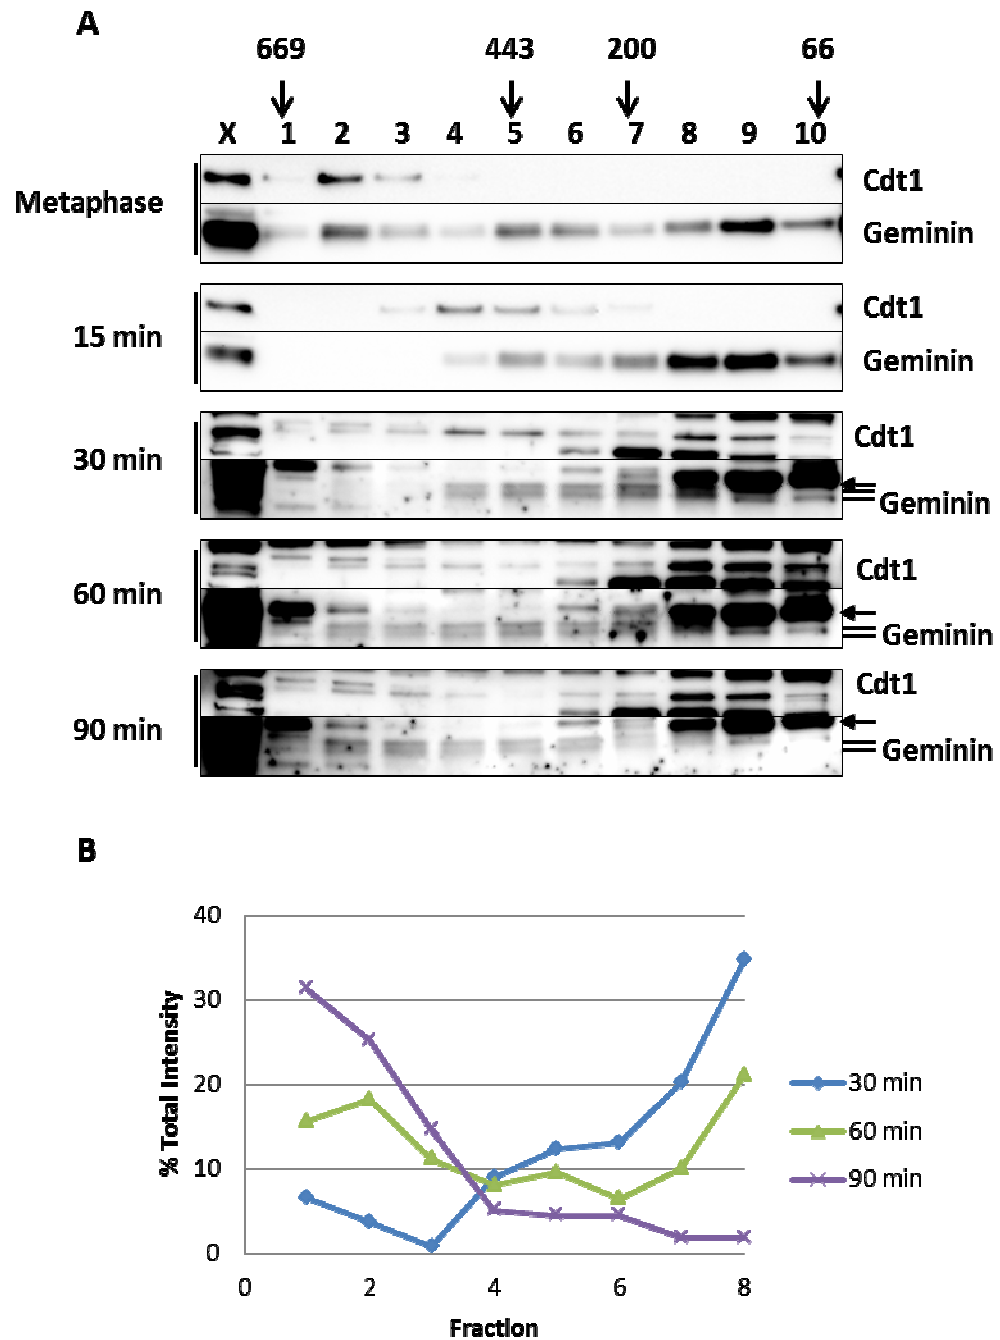 A
669 443 200 66
X 1 2 3 4 5 6 7 8 9 10
Metaphase
Cdt1
Geminin
15 min
Cdt1
Geminin
30 min
Cdt1
Geminin
60 min
Cdt1
Geminin
90 min
Cdt1
Geminin
B
40
30
20
10
0
% Total Intensity
0 2 4 6 8
Fraction
30 min
60 min
90 min